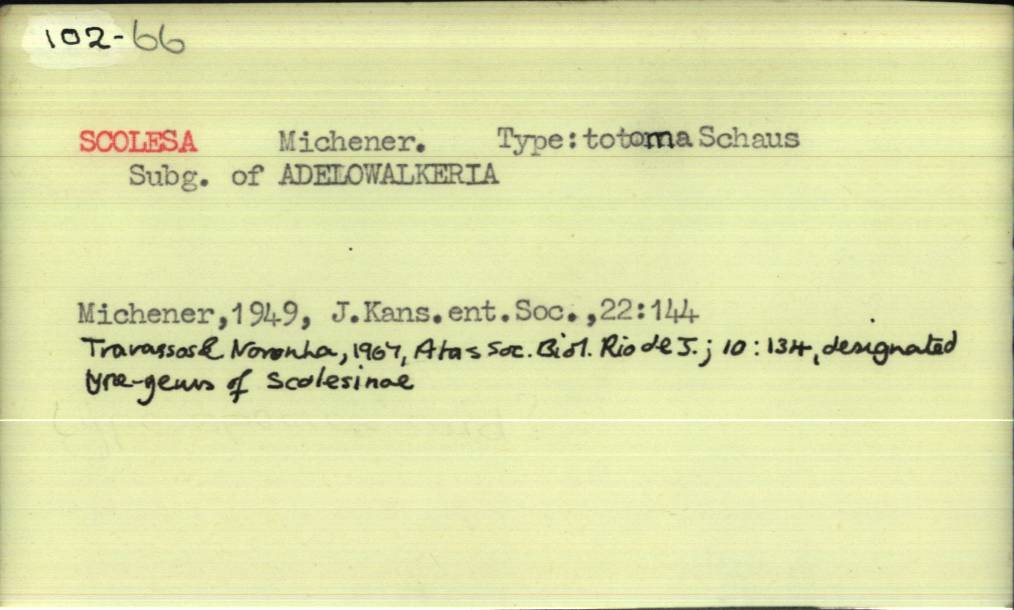 102-66
SCOLESA Michener. Type:totoma Schaus
Subg. of ADELOWALKERIA
Michener,1949, J.Kans.ent.Soc.,22:144
Travassos & Noronha, 1967, Atas Soc. Biol. Rio de J.; 10:134, designated
type-genus of Scolesinae